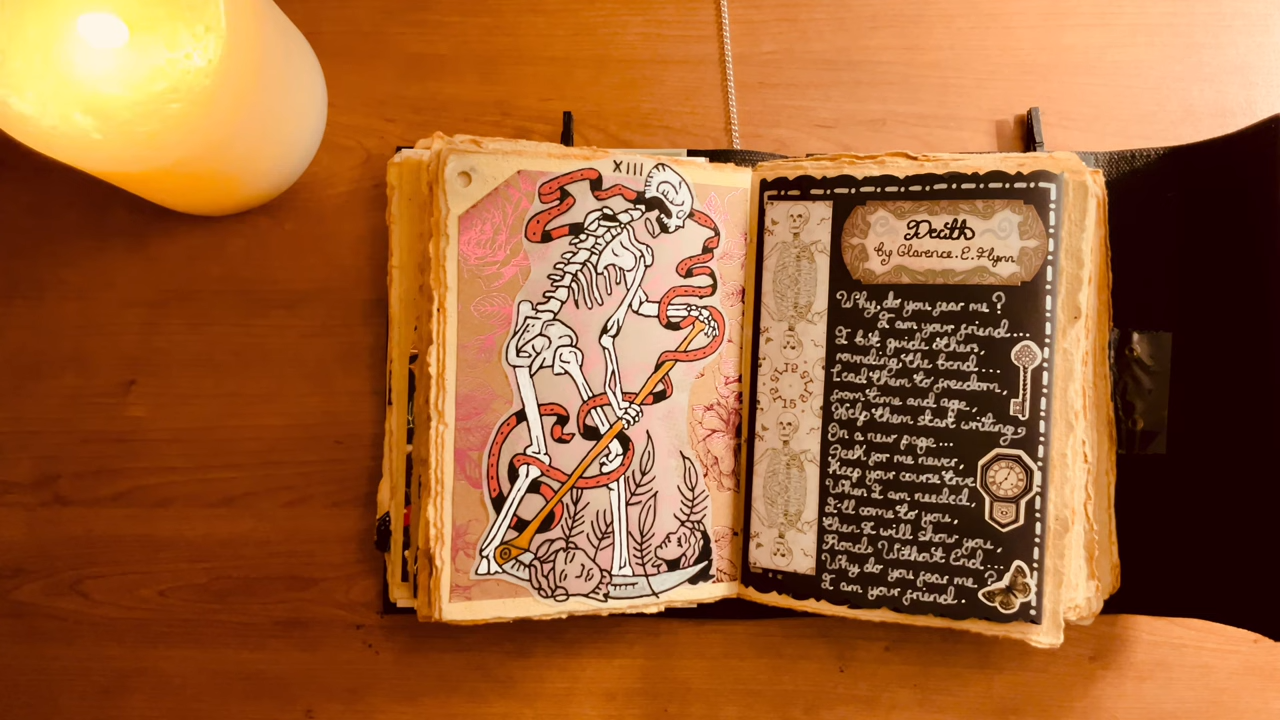 XIII
Death
by Clarence.E.Flynn
Why do you fear me?
I am your friend...
I bit guide others,
rounding the bend...
Lead them to freedom,
from time and age,
Help them start writing
On a new page...
Seek for me never,
Keep your course true
When I am needed,
I'll come to you,
Then I will show you,
Roads Without End...
Why do you fear me?
I am your friend.